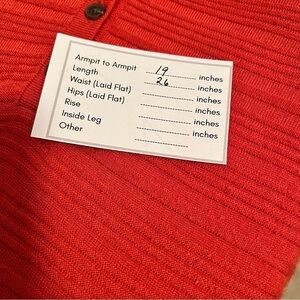 Armpit to Armpit 19 inches
Length 26 inches
Waist (Laid Flat) inches
Hips (Laid Flat) inches
Rise inches
Inside Leg inches
Other